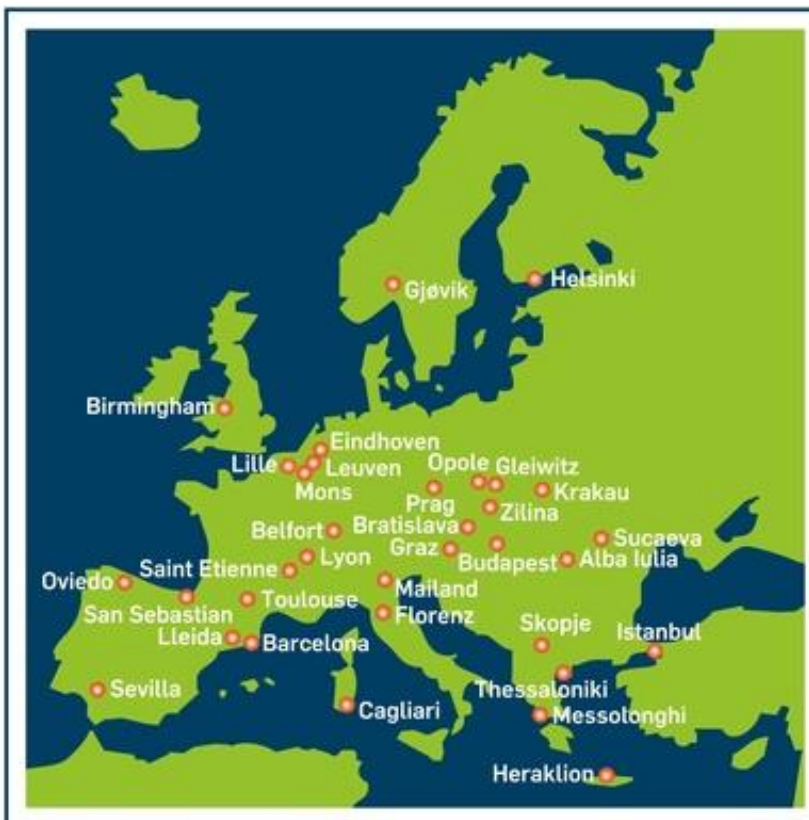 Gjøvik
Helsinki
Birmingham
Eindhoven
Lille
Leuven
Mons
Opole
Gleiwitz
Prag
Krakau
Zilina
Belfort
Bratislava
Sucaeva
Graz
Budapest
Alba Iulia
Lyon
Saint Etienne
Oviedo
Mailand
San Sebastian
Toulouse
Florenz
Lleida
Barcelona
Skopje
Istanbul
Sevilla
Thessaloniki
Cagliari
Messolonghi
Heraklion